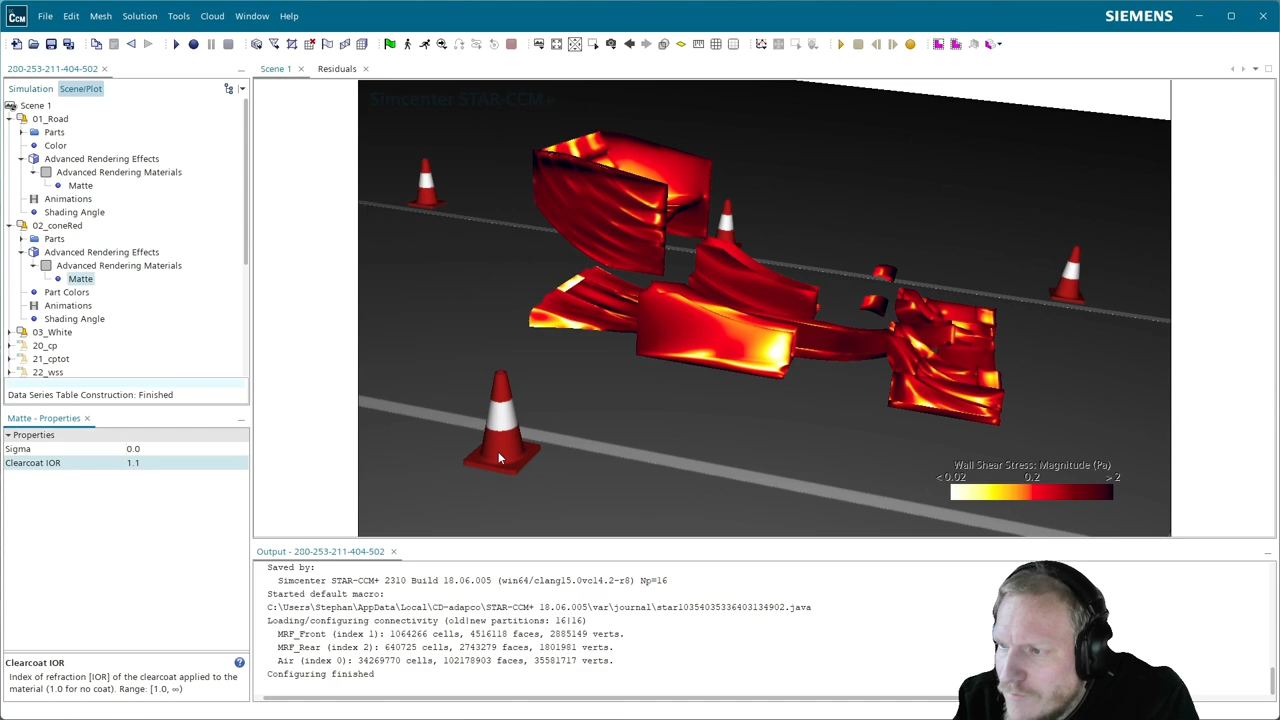 CCM
File Edit Mesh Solution Tools Cloud Window Help
SIEMENS
280-253-211-404-502
Scene 1
Residuals
Simulation
Scene/Plot
Simcenter STAR-CCM+
Scene 1
01_Road
Parts
Color
Advanced Rendering Effects
Advanced Rendering Materials
Matte
Animations
Shading Angle
02_coneRed
Parts
Advanced Rendering Effects
Advanced Rendering Materials
Matte
Part Colors
Animations
Shading Angle
03_White
20_cp
21_cptot
22_wss
Data Series Table Construction: Finished
Matte - Properties
Properties
Sigma 0.0
Clearcoat IOR 1.1
Clearcoat IOR
Index of refraction [IOR] of the clearcoat applied to the
material (1.0 for no coat). Range: [1.0, ∞)
Wall Shear Stress: Magnitude (Pa)
< 0.02 0.2 > 2
Output - 280-253-211-404-502
Saved by:
Simcenter STAR-CCM+ 2310 Build 18.06.005 (win64/clang15.0vc14.2-r8) Np=16
Started default macro:
C:\Users\Stephan\AppData\Local\CD-adapco\STAR-CCM+ 18.06.005\var\journal\star10354035336403134902.java
Loading/configuring connectivity (old|new partitions: 16|16)
MRF_Front (index 1): 1064266 cells, 4516118 faces, 2885149 verts.
MRF_Rear (index 2): 640725 cells, 2743279 faces, 1801981 verts.
Air (index 0): 34269770 cells, 102178903 faces, 35581717 verts.
Configuring finished